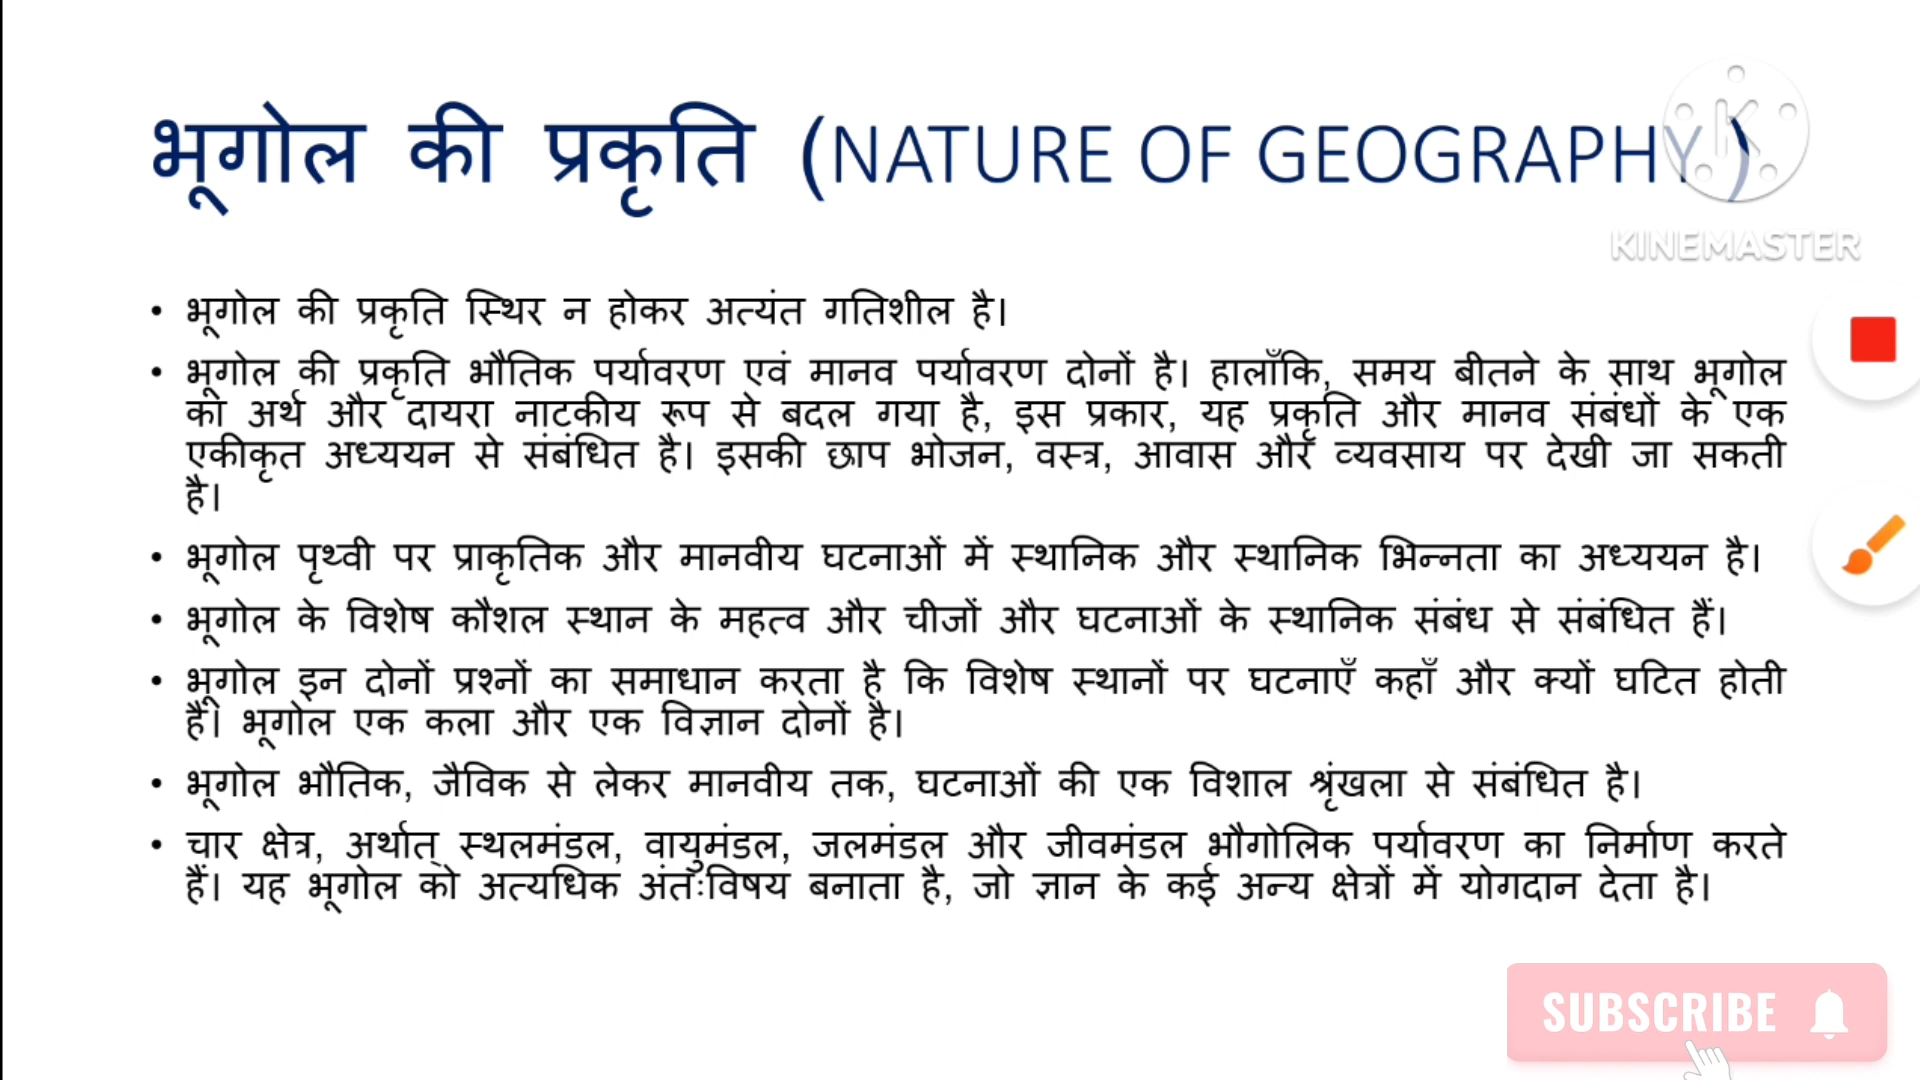 भूगोल की प्रकृति (NATURE OF GEOGRAPHY)
KINEMASTER
• भूगोल की प्रकृति स्थिर न होकर अत्यंत गतिशील है।
• भूगोल की प्रकृति भौतिक पर्यावरण एवं मानव पर्यावरण दोनों है। हालाँकि, समय बीतने के साथ भूगोल
का अर्थ और दायरा नाटकीय रूप से बदल गया है, इस प्रकार, यह प्रकृति और मानव संबंधों के एक
एकीकृत अध्ययन से संबंधित है। इसकी छाप भोजन, वस्त्र, आवास और व्यवसाय पर देखी जा सकती
है।
• भूगोल पृथ्वी पर प्राकृतिक और मानवीय घटनाओं में स्थानिक और स्थानिक भिन्नता का अध्ययन है।
• भूगोल के विशेष कौशल स्थान के महत्व और चीजों और घटनाओं के स्थानिक संबंध से संबंधित हैं।
• भूगोल इन दोनों प्रश्नों का समाधान करता है कि विशेष स्थानों पर घटनाएँ कहाँ और क्यों घटित होती
हैं। भूगोल एक कला और एक विज्ञान दोनों है।
• भूगोल भौतिक, जैविक से लेकर मानवीय तक, घटनाओं की एक विशाल श्रृंखला से संबंधित है।
• चार क्षेत्र, अर्थात् स्थलमंडल, वायुमंडल, जलमंडल और जीवमंडल भौगोलिक पर्यावरण का निर्माण करते
हैं। यह भूगोल को अत्यधिक अंतःविषय बनाता है, जो ज्ञान के कई अन्य क्षेत्रों में योगदान देता है।
SUBSCRIBE